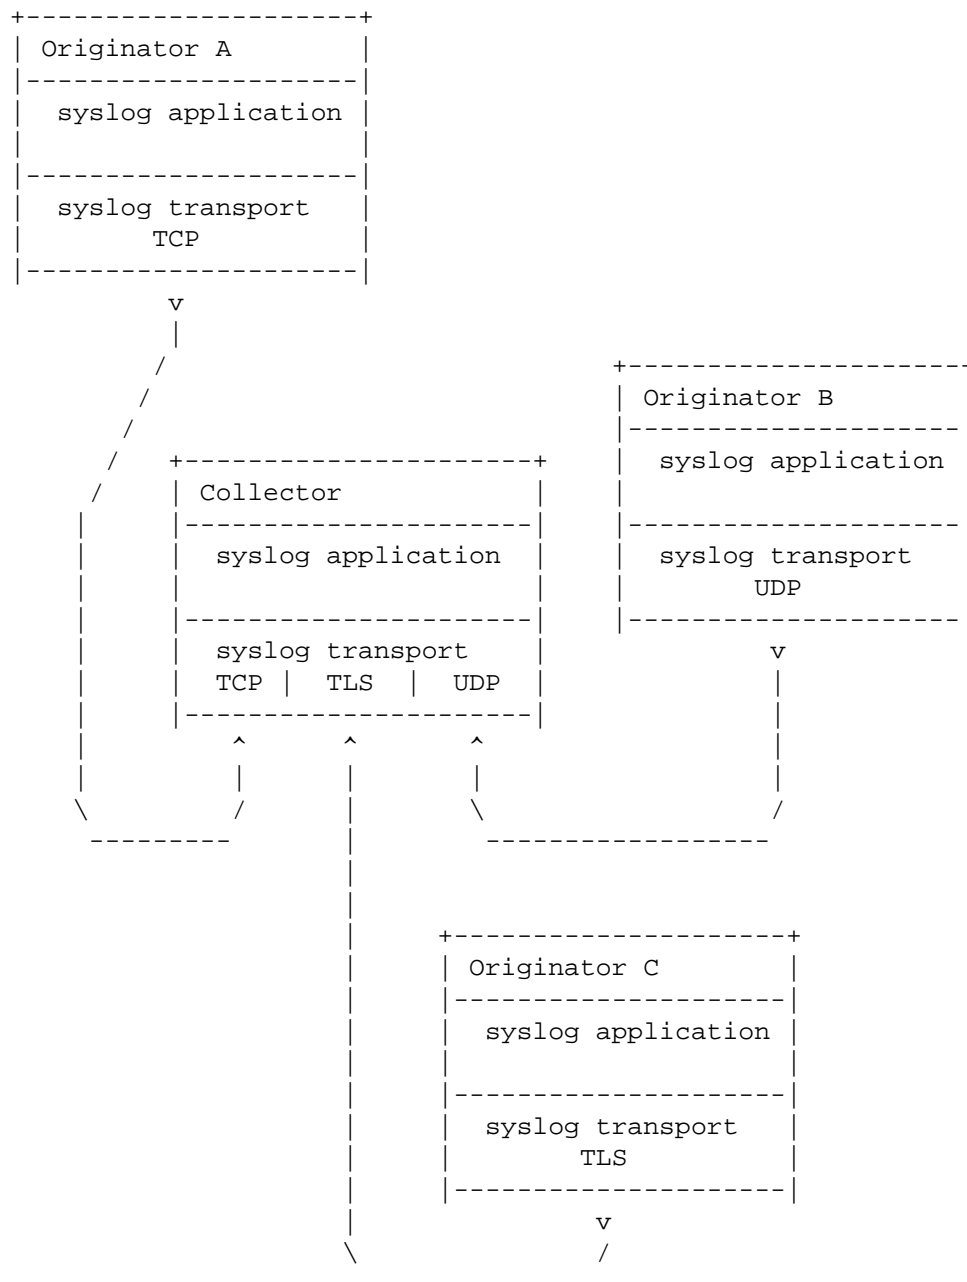 Originator A
syslog application
syslog transport
TCP
v
Originator B
syslog application
syslog transport
UDP
v
Collector
syslog application
syslog transport
TCP | TLS | UDP
^ ^ ^
Originator C
syslog application
syslog transport
TLS
v